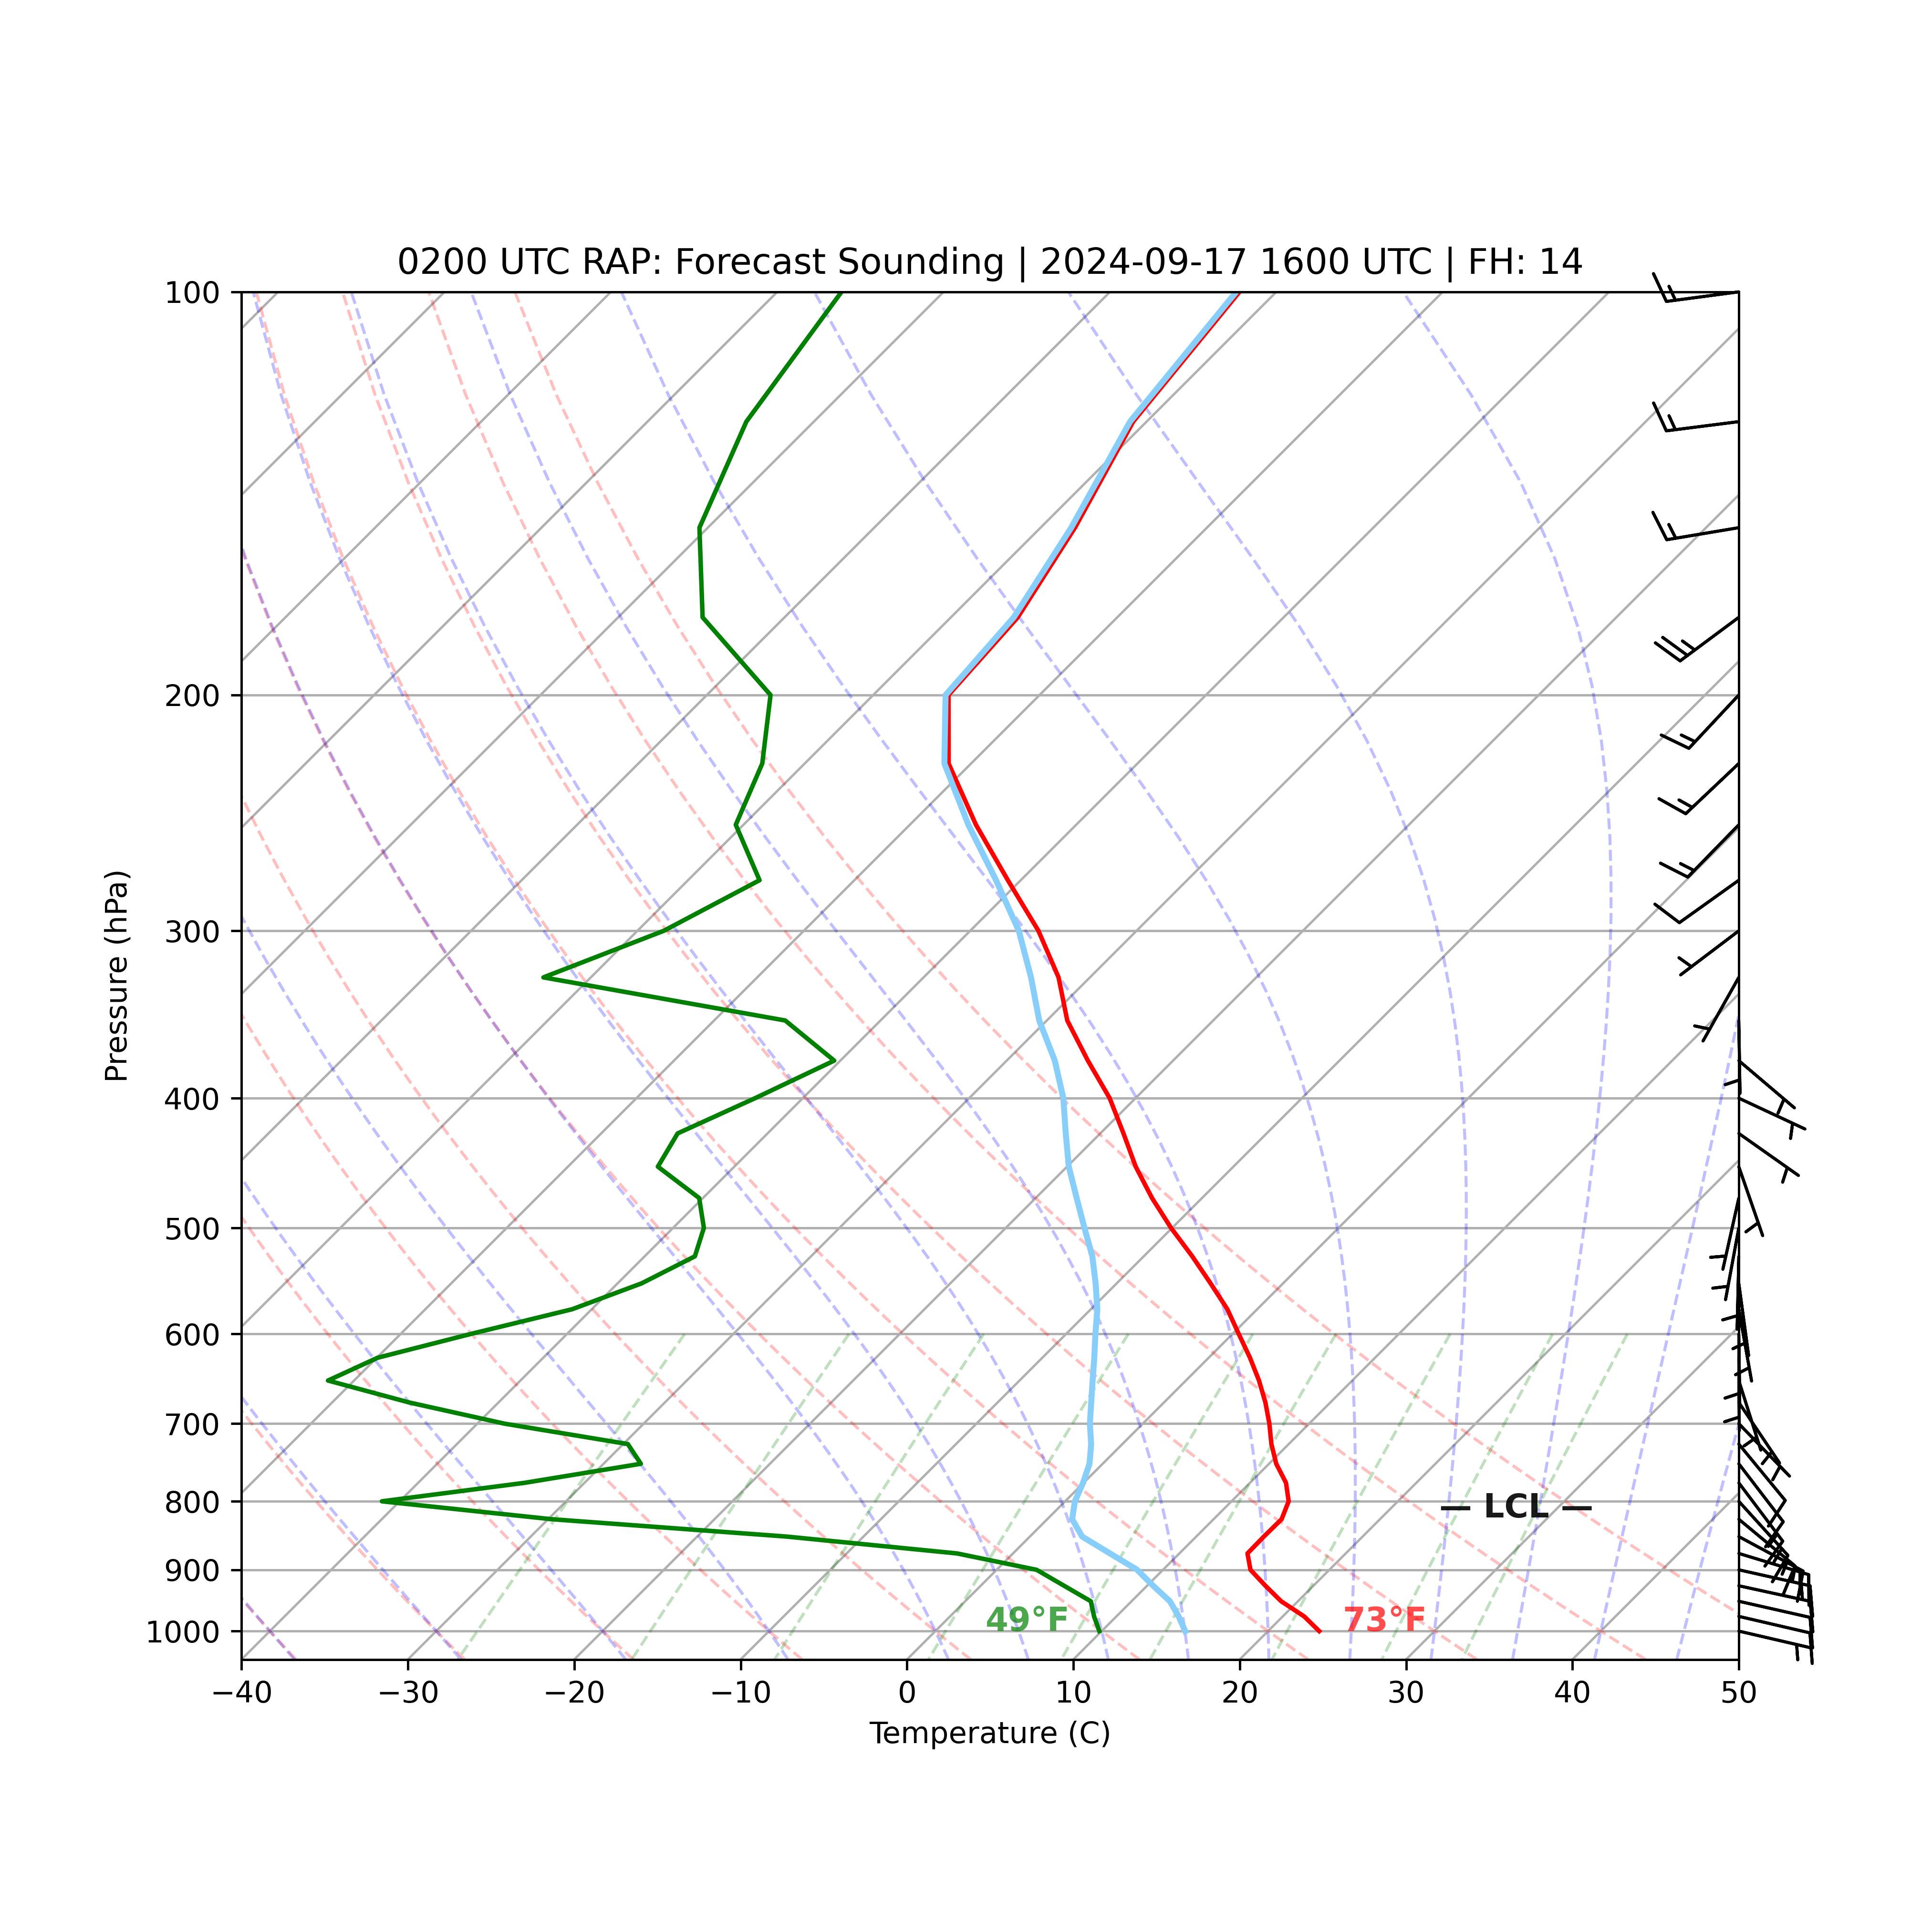 0200 UTC RAP: Forecast Sounding | 2024-09-17 1600 UTC | FH: 14
100
200
300
400
500
600
700
800
900
1000
Pressure (hPa)
— LCL —
49°F
73°F
−40 −30 −20 −10 0 10 20 30 40 50
Temperature (C)